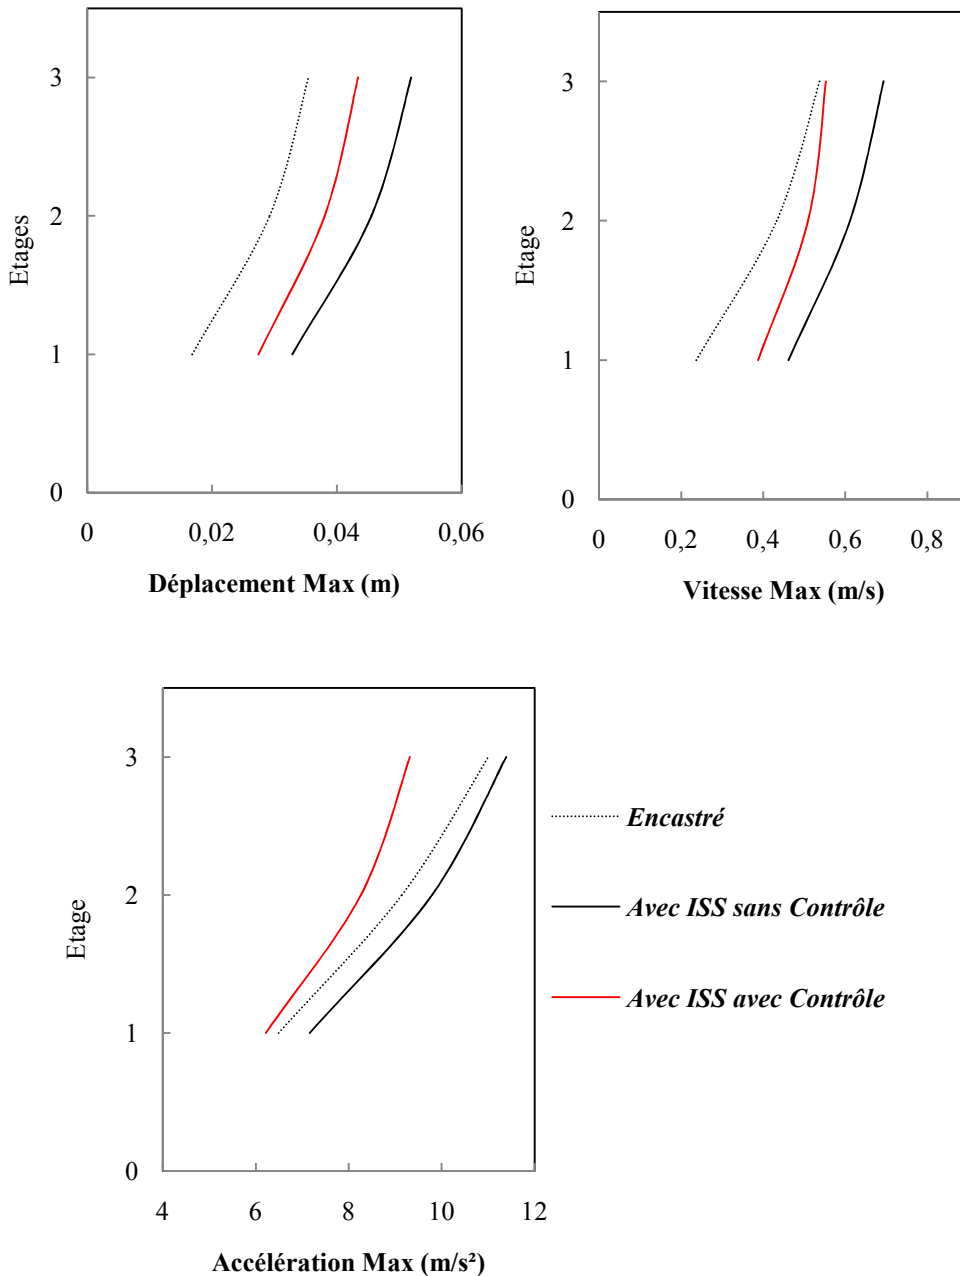 Etages
3
2
1
0
0 0,02 0,04 0,06
Déplacement Max (m)
Etage
3
2
1
0
0 0,2 0,4 0,6 0,8
Vitesse Max (m/s)
Etage
3
2
1
0
4 6 8 10 12
Accélération Max (m/s²)
Encastré
Avec ISS sans Contrôle
Avec ISS avec Contrôle